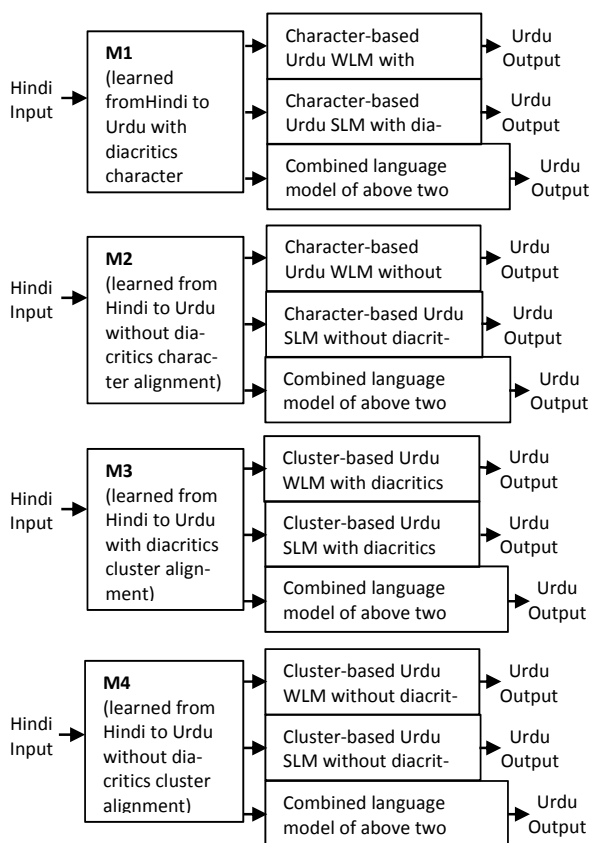 Hindi
Input
M1
(learned
fromHindi to
Urdu with
diacritics
character
Character-based
Urdu WLM with
Urdu
Output
Character-based
Urdu SLM with dia-
Urdu
Output
Combined language
model of above two
Urdu
Output
Hindi
Input
M2
(learned from
Hindi to Urdu
without dia-
critics charac-
ter alignment)
Character-based
Urdu WLM without
Urdu
Output
Character-based Urdu
SLM without diacrit-
Urdu
Output
Combined language
model of above two
Urdu
Output
Hindi
Input
M3
(learned from
Hindi to Urdu
with diacritics
cluster align-
ment)
Cluster-based Urdu
WLM with diacritics
Urdu
Output
Cluster-based Urdu
SLM with diacritics
Urdu
Output
Combined language
model of above two
Urdu
Output
Hindi
Input
M4
(learned from
Hindi to Urdu
without dia-
critics cluster
alignment)
Cluster-based Urdu
WLM without diacrit-
Urdu
Output
Cluster-based Urdu
SLM without diacrit-
Urdu
Output
Combined language
model of above two
Urdu
Output